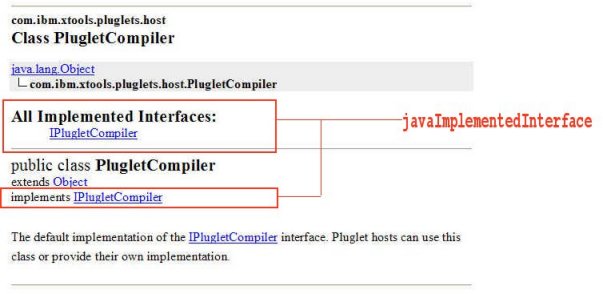 com.ibm.xtools.pluglets.host
Class PlugletCompiler
java.lang.Object
com.ibm.xtools.pluglets.host.PlugletCompiler
All Implemented Interfaces:
IPlugletCompiler
javaImplementedInterface
public class PlugletCompiler
extends Object
implements IPlugletCompiler
The default implementation of the IPlugletCompiler interface. Pluglet hosts can use this
class or provide their own implementation.